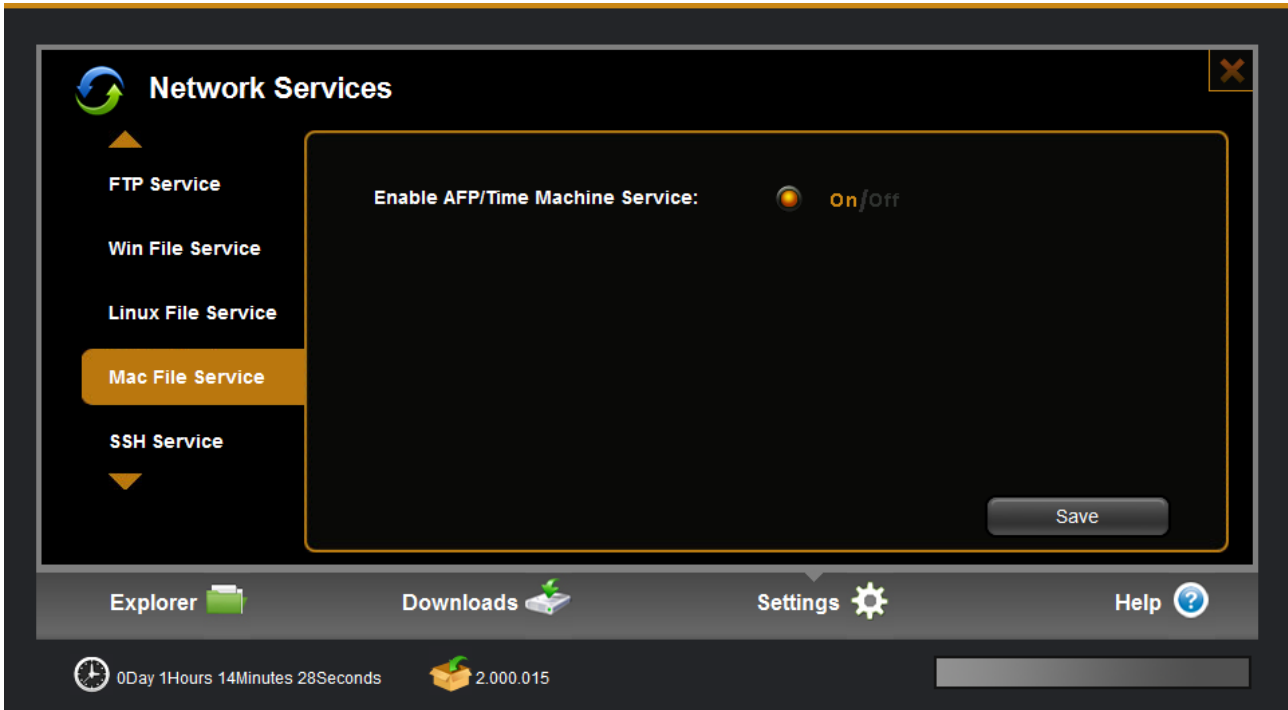 Network Services
FTP Service
Win File Service
Linux File Service
Mac File Service
SSH Service
Enable AFP/Time Machine Service: On/Off
Save
Explorer Downloads Settings Help ?
0Day 1Hours 14Minutes 28Seconds 2.000.015